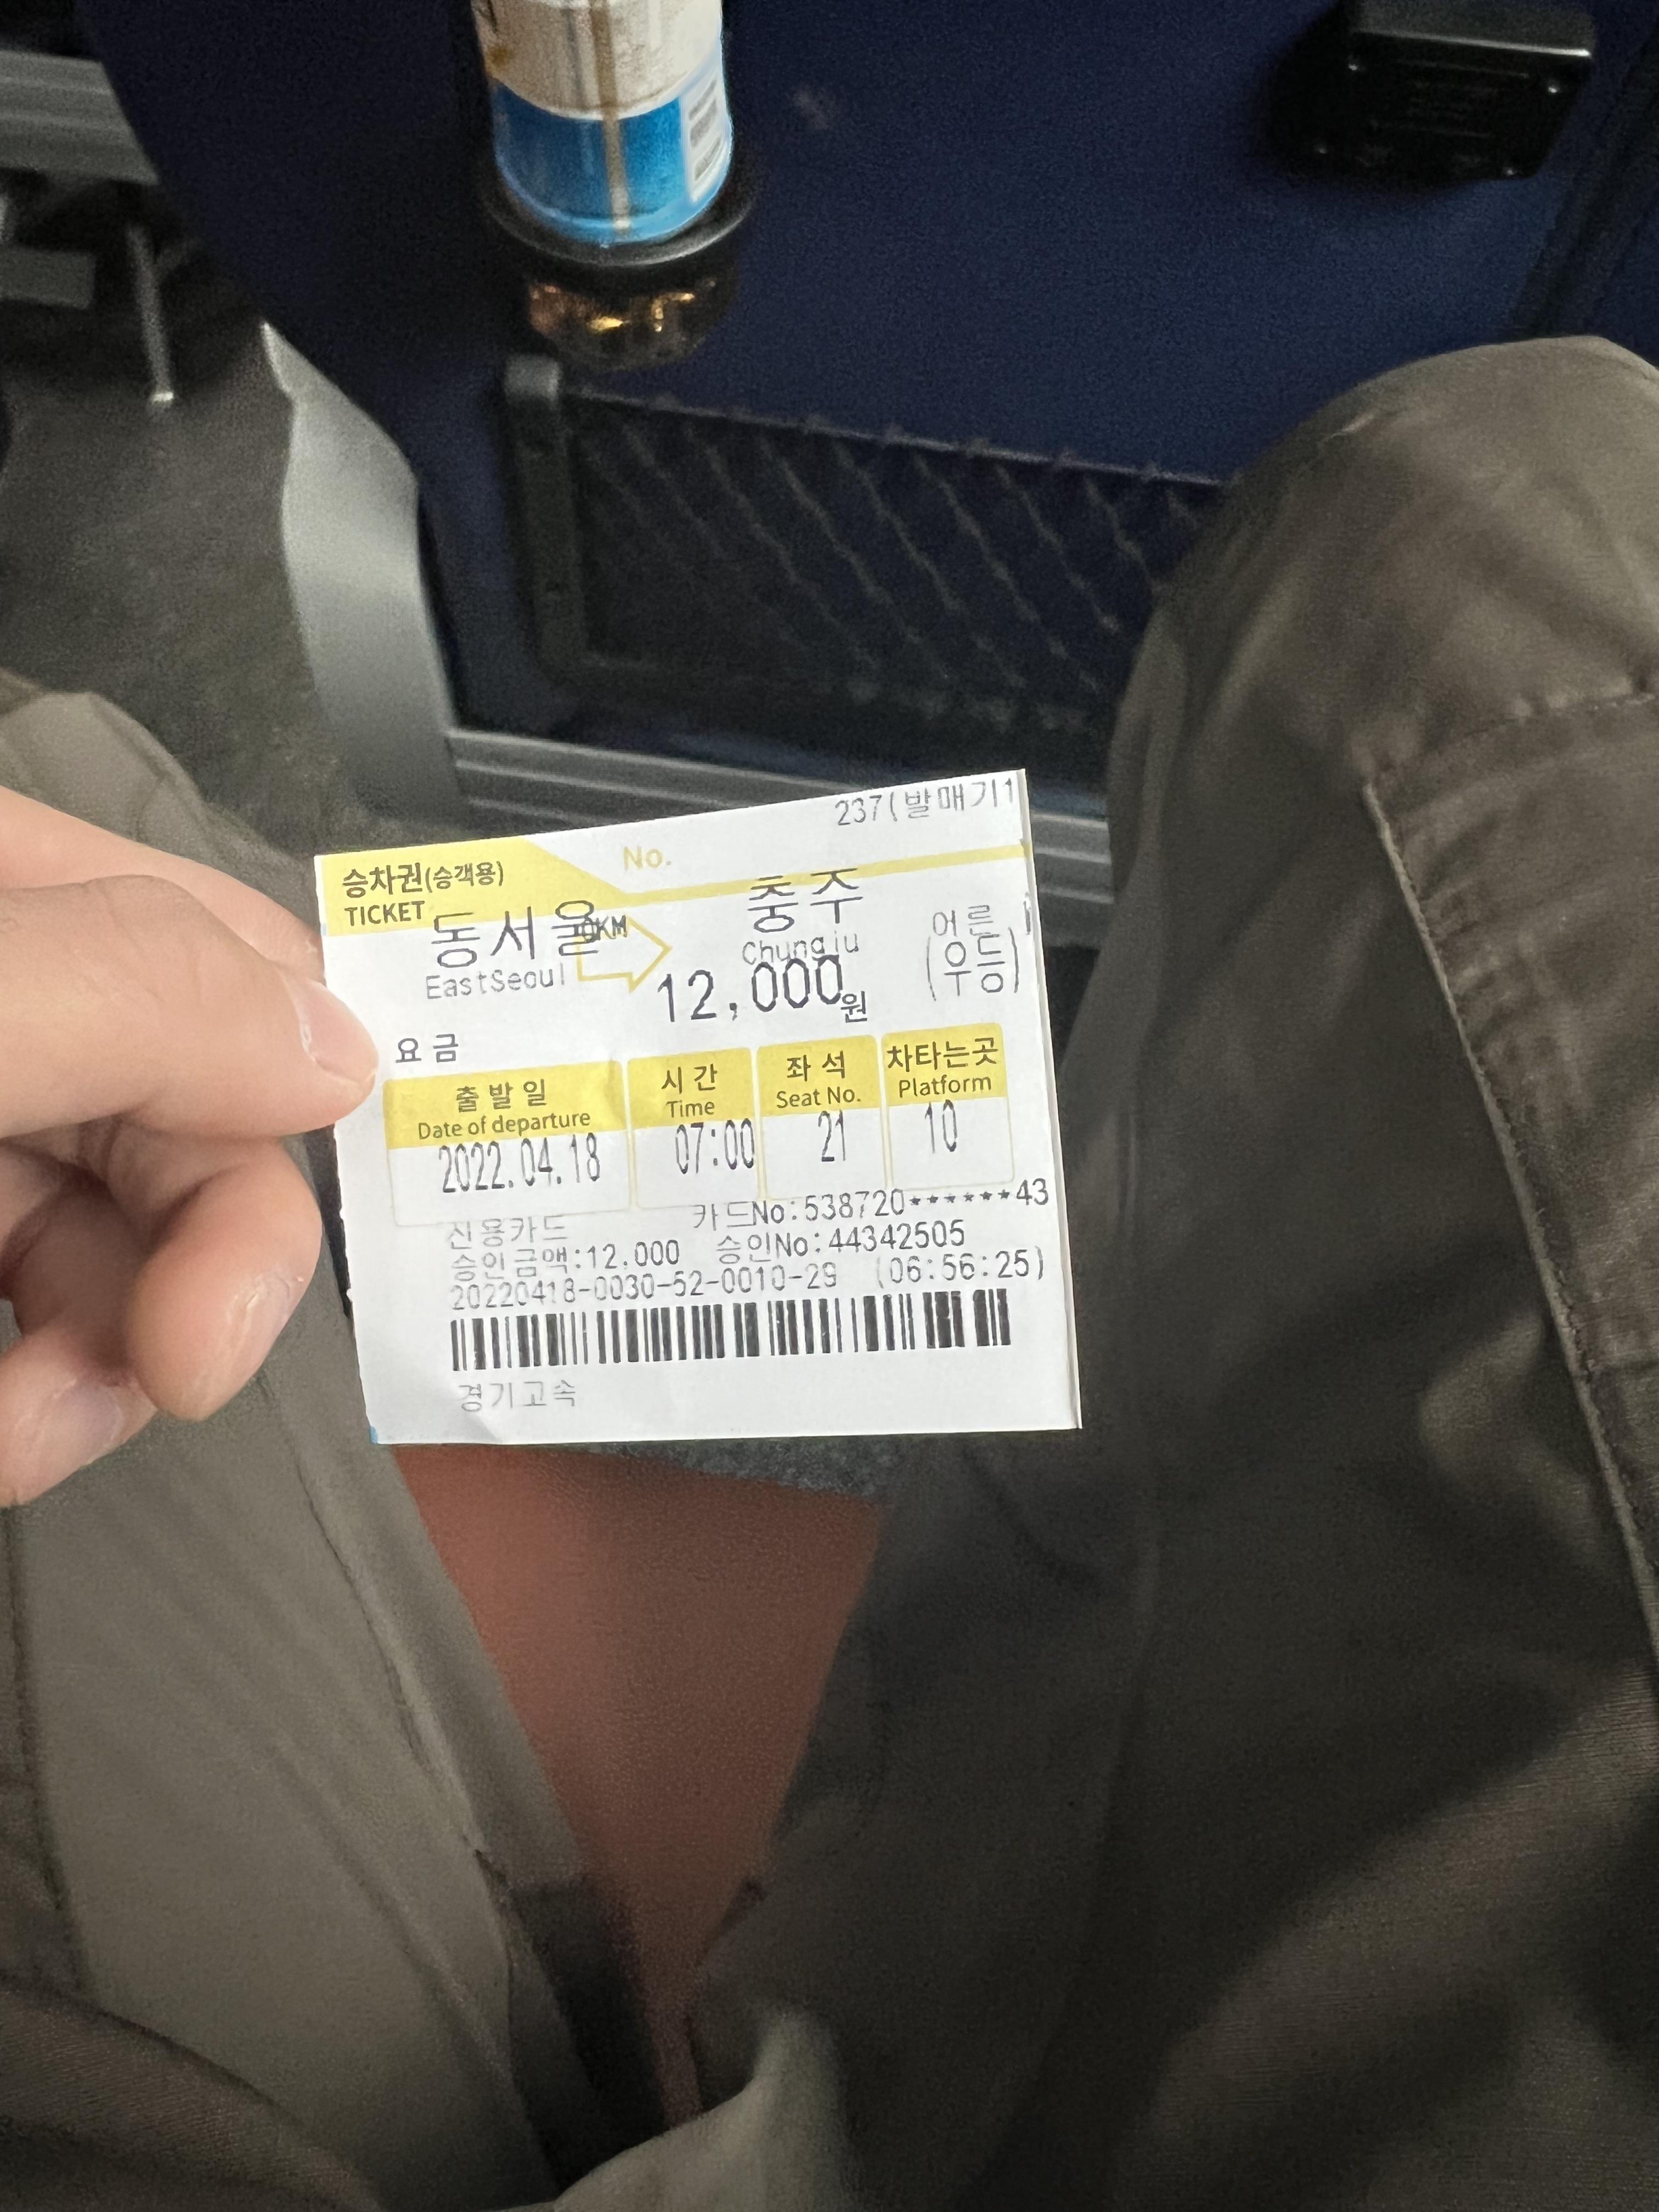 237(발매기1
No.
승차권(승객용)
TICKET
동서울 0KM 충주 어른
EastSeoul Chungju (우등)
12,000원
요금
출발일 시간 좌석 차타는곳
Date of departure Time Seat No. Platform
2022.04.18 07:00 21 10
신용카드 카드No:538720******43
승인금액:12,000 승인No:44342505
20220418-0030-52-0010-29 (06:56:25)
경기고속